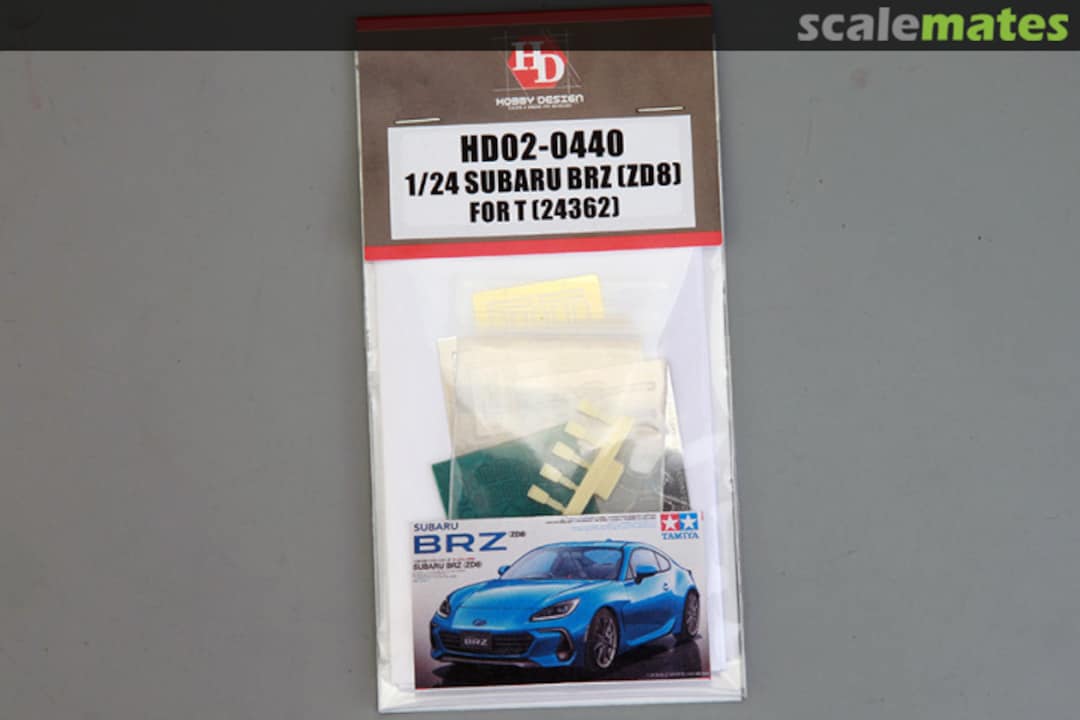 scalemates
HD
HOBBY DESIGN
HD02-0440
1/24 SUBARU BRZ (ZD8)
FOR T (24362)
SUBARU
BRZ (ZD8)
SUBARU BRZ (ZD8)
TAMIYA
BRZ